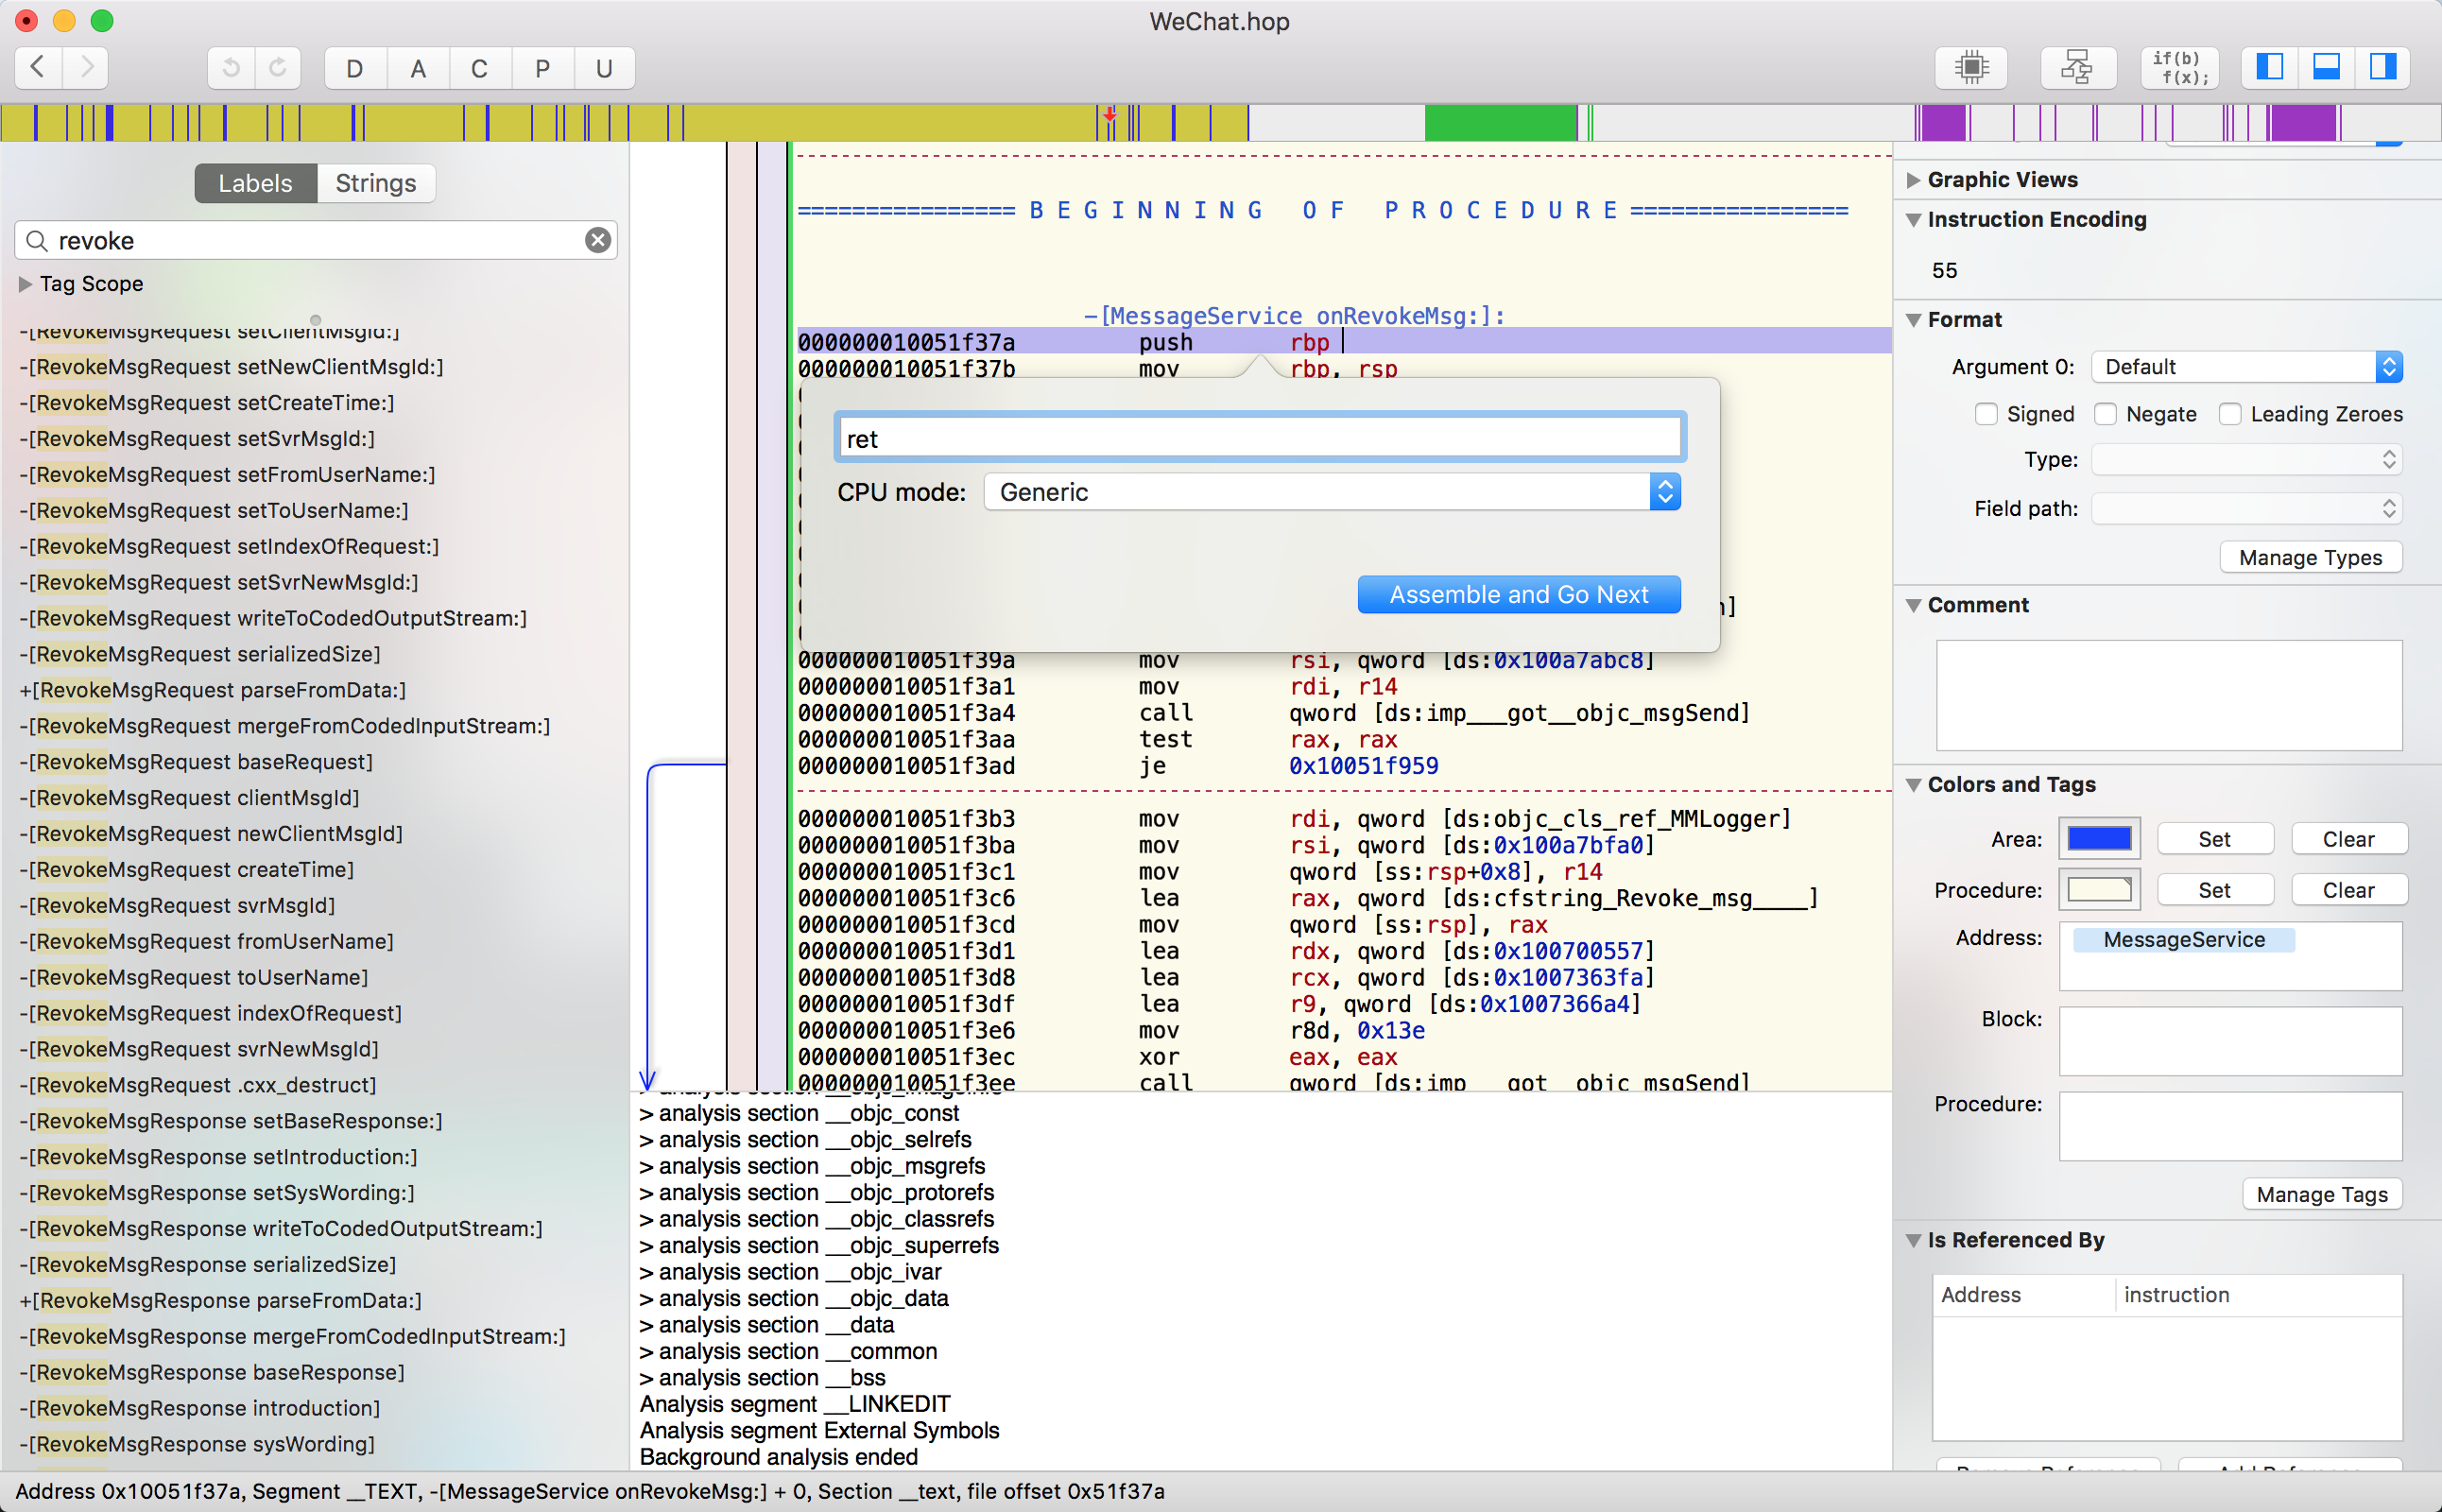 WeChat.hop
D A C P U
if(b)
f(x);
Labels Strings
revoke
Tag Scope
-[RevokeMsgRequest setClientMsgId:]
-[RevokeMsgRequest setNewClientMsgId:]
-[RevokeMsgRequest setCreateTime:]
-[RevokeMsgRequest setSvrMsgId:]
-[RevokeMsgRequest setFromUserName:]
-[RevokeMsgRequest setToUserName:]
-[RevokeMsgRequest setIndexOfRequest:]
-[RevokeMsgRequest setSvrNewMsgId:]
-[RevokeMsgRequest writeToCodedOutputStream:]
-[RevokeMsgRequest serializedSize]
+[RevokeMsgRequest parseFromData:]
-[RevokeMsgRequest mergeFromCodedInputStream:]
-[RevokeMsgRequest baseRequest]
-[RevokeMsgRequest clientMsgId]
-[RevokeMsgRequest newClientMsgId]
-[RevokeMsgRequest createTime]
-[RevokeMsgRequest svrMsgId]
-[RevokeMsgRequest fromUserName]
-[RevokeMsgRequest toUserName]
-[RevokeMsgRequest indexOfRequest]
-[RevokeMsgRequest svrNewMsgId]
-[RevokeMsgRequest .cxx_destruct]
-[RevokeMsgResponse setBaseResponse:]
-[RevokeMsgResponse setIntroduction:]
-[RevokeMsgResponse setSysWording:]
-[RevokeMsgResponse writeToCodedOutputStream:]
-[RevokeMsgResponse serializedSize]
+[RevokeMsgResponse parseFromData:]
-[RevokeMsgResponse mergeFromCodedInputStream:]
-[RevokeMsgResponse baseResponse]
-[RevokeMsgResponse introduction]
-[RevokeMsgResponse sysWording]
================ B E G I N N I N G   O F   P R O C E D U R E ================
-[MessageService onRevokeMsg:]:
000000010051f37a push rbp
000000010051f37b mov rbp, rsp
ret
CPU mode: Generic
Assemble and Go Next
000000010051f39a mov rsi, qword [ds:0x100a7abc8]
000000010051f3a1 mov rdi, r14
000000010051f3a4 call qword [ds:imp___got__objc_msgSend]
000000010051f3aa test rax, rax
000000010051f3ad je 0x10051f959
000000010051f3b3 mov rdi, qword [ds:objc_cls_ref_MMLogger]
000000010051f3ba mov rsi, qword [ds:0x100a7bfa0]
000000010051f3c1 mov qword [ss:rsp+0x8], r14
000000010051f3c6 lea rax, qword [ds:cfstring_Revoke_msg____]
000000010051f3cd mov qword [ss:rsp], rax
000000010051f3d1 lea rdx, qword [ds:0x100700557]
000000010051f3d8 lea rcx, qword [ds:0x1007363fa]
000000010051f3df lea r9, qword [ds:0x1007366a4]
000000010051f3e6 mov r8d, 0x13e
000000010051f3ec xor eax, eax
000000010051f3ee call qword [ds:imp___got__objc_msgSend]
> analysis section __objc_imageinfo
> analysis section __objc_const
> analysis section __objc_selrefs
> analysis section __objc_msgrefs
> analysis section __objc_protorefs
> analysis section __objc_classrefs
> analysis section __objc_superrefs
> analysis section __objc_ivar
> analysis section __objc_data
> analysis section __data
> analysis section __common
> analysis section __bss
Analysis segment __LINKEDIT
Analysis segment External Symbols
Background analysis ended
Graphic Views
Instruction Encoding
55
Format
Argument 0: Default
Signed Negate Leading Zeroes
Type:
Field path:
Manage Types
Comment
Colors and Tags
Area: Set Clear
Procedure: Set Clear
Address: MessageService
Block:
Procedure:
Manage Tags
Is Referenced By
Address instruction
Address 0x10051f37a, Segment __TEXT, -[MessageService onRevokeMsg:] + 0, Section __text, file offset 0x51f37a